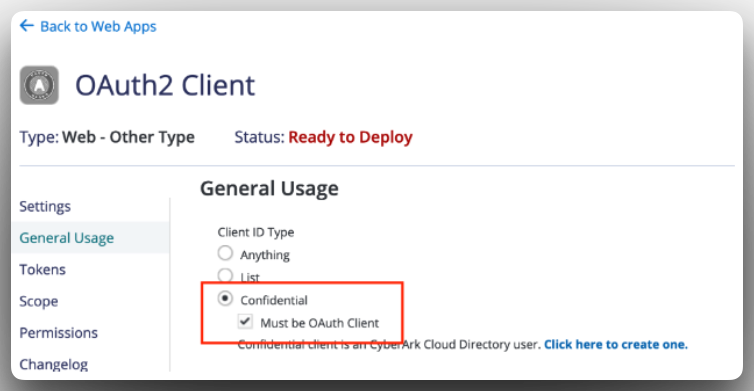 ← Back to Web Apps
OAuth2 Client
Type: Web - Other Type Status: Ready to Deploy
General Usage
Settings
General Usage
Tokens
Scope
Permissions
Changelog
Client ID Type
Anything
List
Confidential
Must be OAuth Client
Confidential client is an CyberArk Cloud Directory user. Click here to create one.